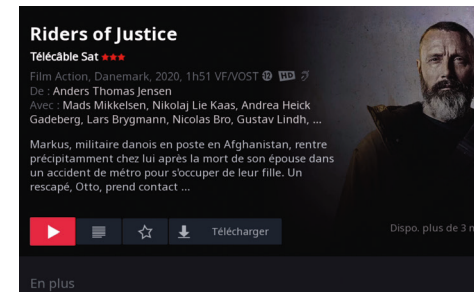 Riders of Justice
Télécâble Sat ★★★
Film Action, Danemark, 2020, 1h51 VF/VOST 12 HD
De : Anders Thomas Jensen
Avec : Mads Mikkelsen, Nikolaj Lie Kaas, Andrea Heick
Gadeberg, Lars Brygmann, Nicolas Bro, Gustav Lindh, ...
Markus, militaire danois en poste en Afghanistan, rentre
précipitamment chez lui après la mort de son épouse dans
un accident de métro pour s'occuper de leur fille. Un
rescapé, Otto, prend contact ...
Télécharger
Dispo. plus de 3 m
En plus